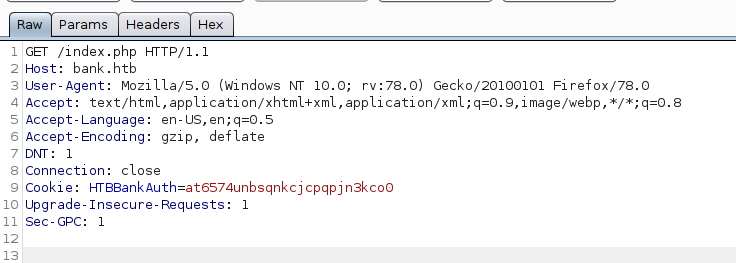 Raw Params Headers Hex
1 GET /index.php HTTP/1.1
2 Host: bank.htb
3 User-Agent: Mozilla/5.0 (Windows NT 10.0; rv:78.0) Gecko/20100101 Firefox/78.0
4 Accept: text/html,application/xhtml+xml,application/xml;q=0.9,image/webp,*/*;q=0.8
5 Accept-Language: en-US,en;q=0.5
6 Accept-Encoding: gzip, deflate
7 DNT: 1
8 Connection: close
9 Cookie: HTBBankAuth=at6574unbsqnkcjcpqpjn3kco0
10 Upgrade-Insecure-Requests: 1
11 Sec-GPC: 1
12
13